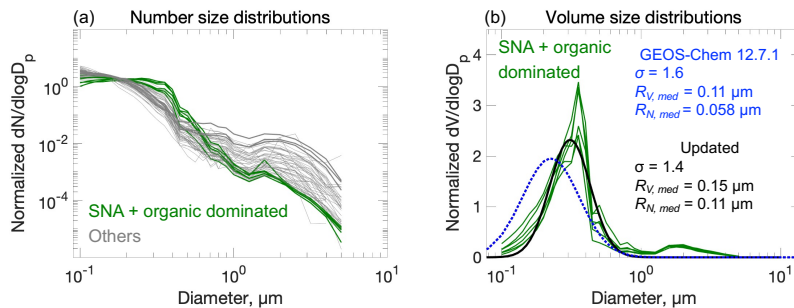 (a) Number size distributions
Normalized dN/dlogDp
10^0
10^-2
10^-4
SNA + organic dominated
Others
10^-1 10^0 10^1
Diameter, μm
(b) Volume size distributions
Normalized dV/dlogDp
4
3
2
1
0
SNA + organic
dominated
GEOS-Chem 12.7.1
σ = 1.6
R_V, med = 0.11 μm
R_N, med = 0.058 μm
Updated
σ = 1.4
R_V, med = 0.15 μm
R_N, med = 0.11 μm
10^-1 10^0 10^1
Diameter, μm